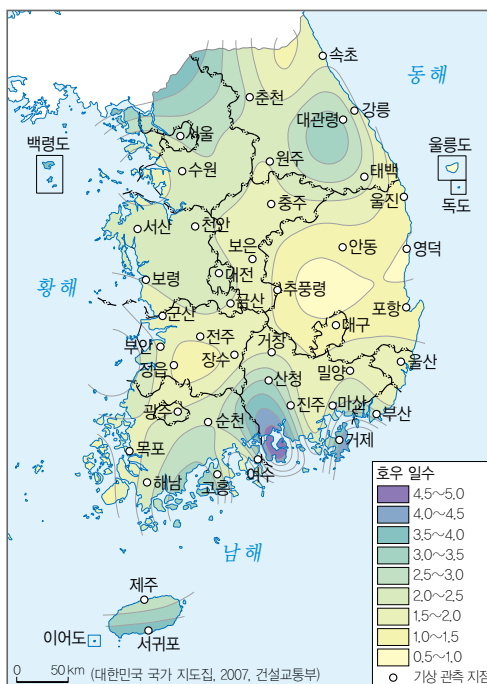 속초
동해
춘천
강릉
대관령
서울
백령도
울릉도
수원
원주
태백
독도
충주
울진
서산
천안
보은
안동
영덕
대전
황해
보령
금산
추풍령
포항
군산
대구
전주
거창
부안
장수
울산
정읍
산청
밀양
광주
진주
마산
순천
부산
거제
목포
여수
해남
고흥
호우 일수
4.5~5.0
4.0~4.5
3.5~4.0
3.0~3.5
2.5~3.0
2.0~2.5
1.5~2.0
1.0~1.5
0.5~1.0
기상 관측 지점
남해
제주
이어도
서귀포
0 50 km (대한민국 국가 지도집, 2007, 건설교통부)